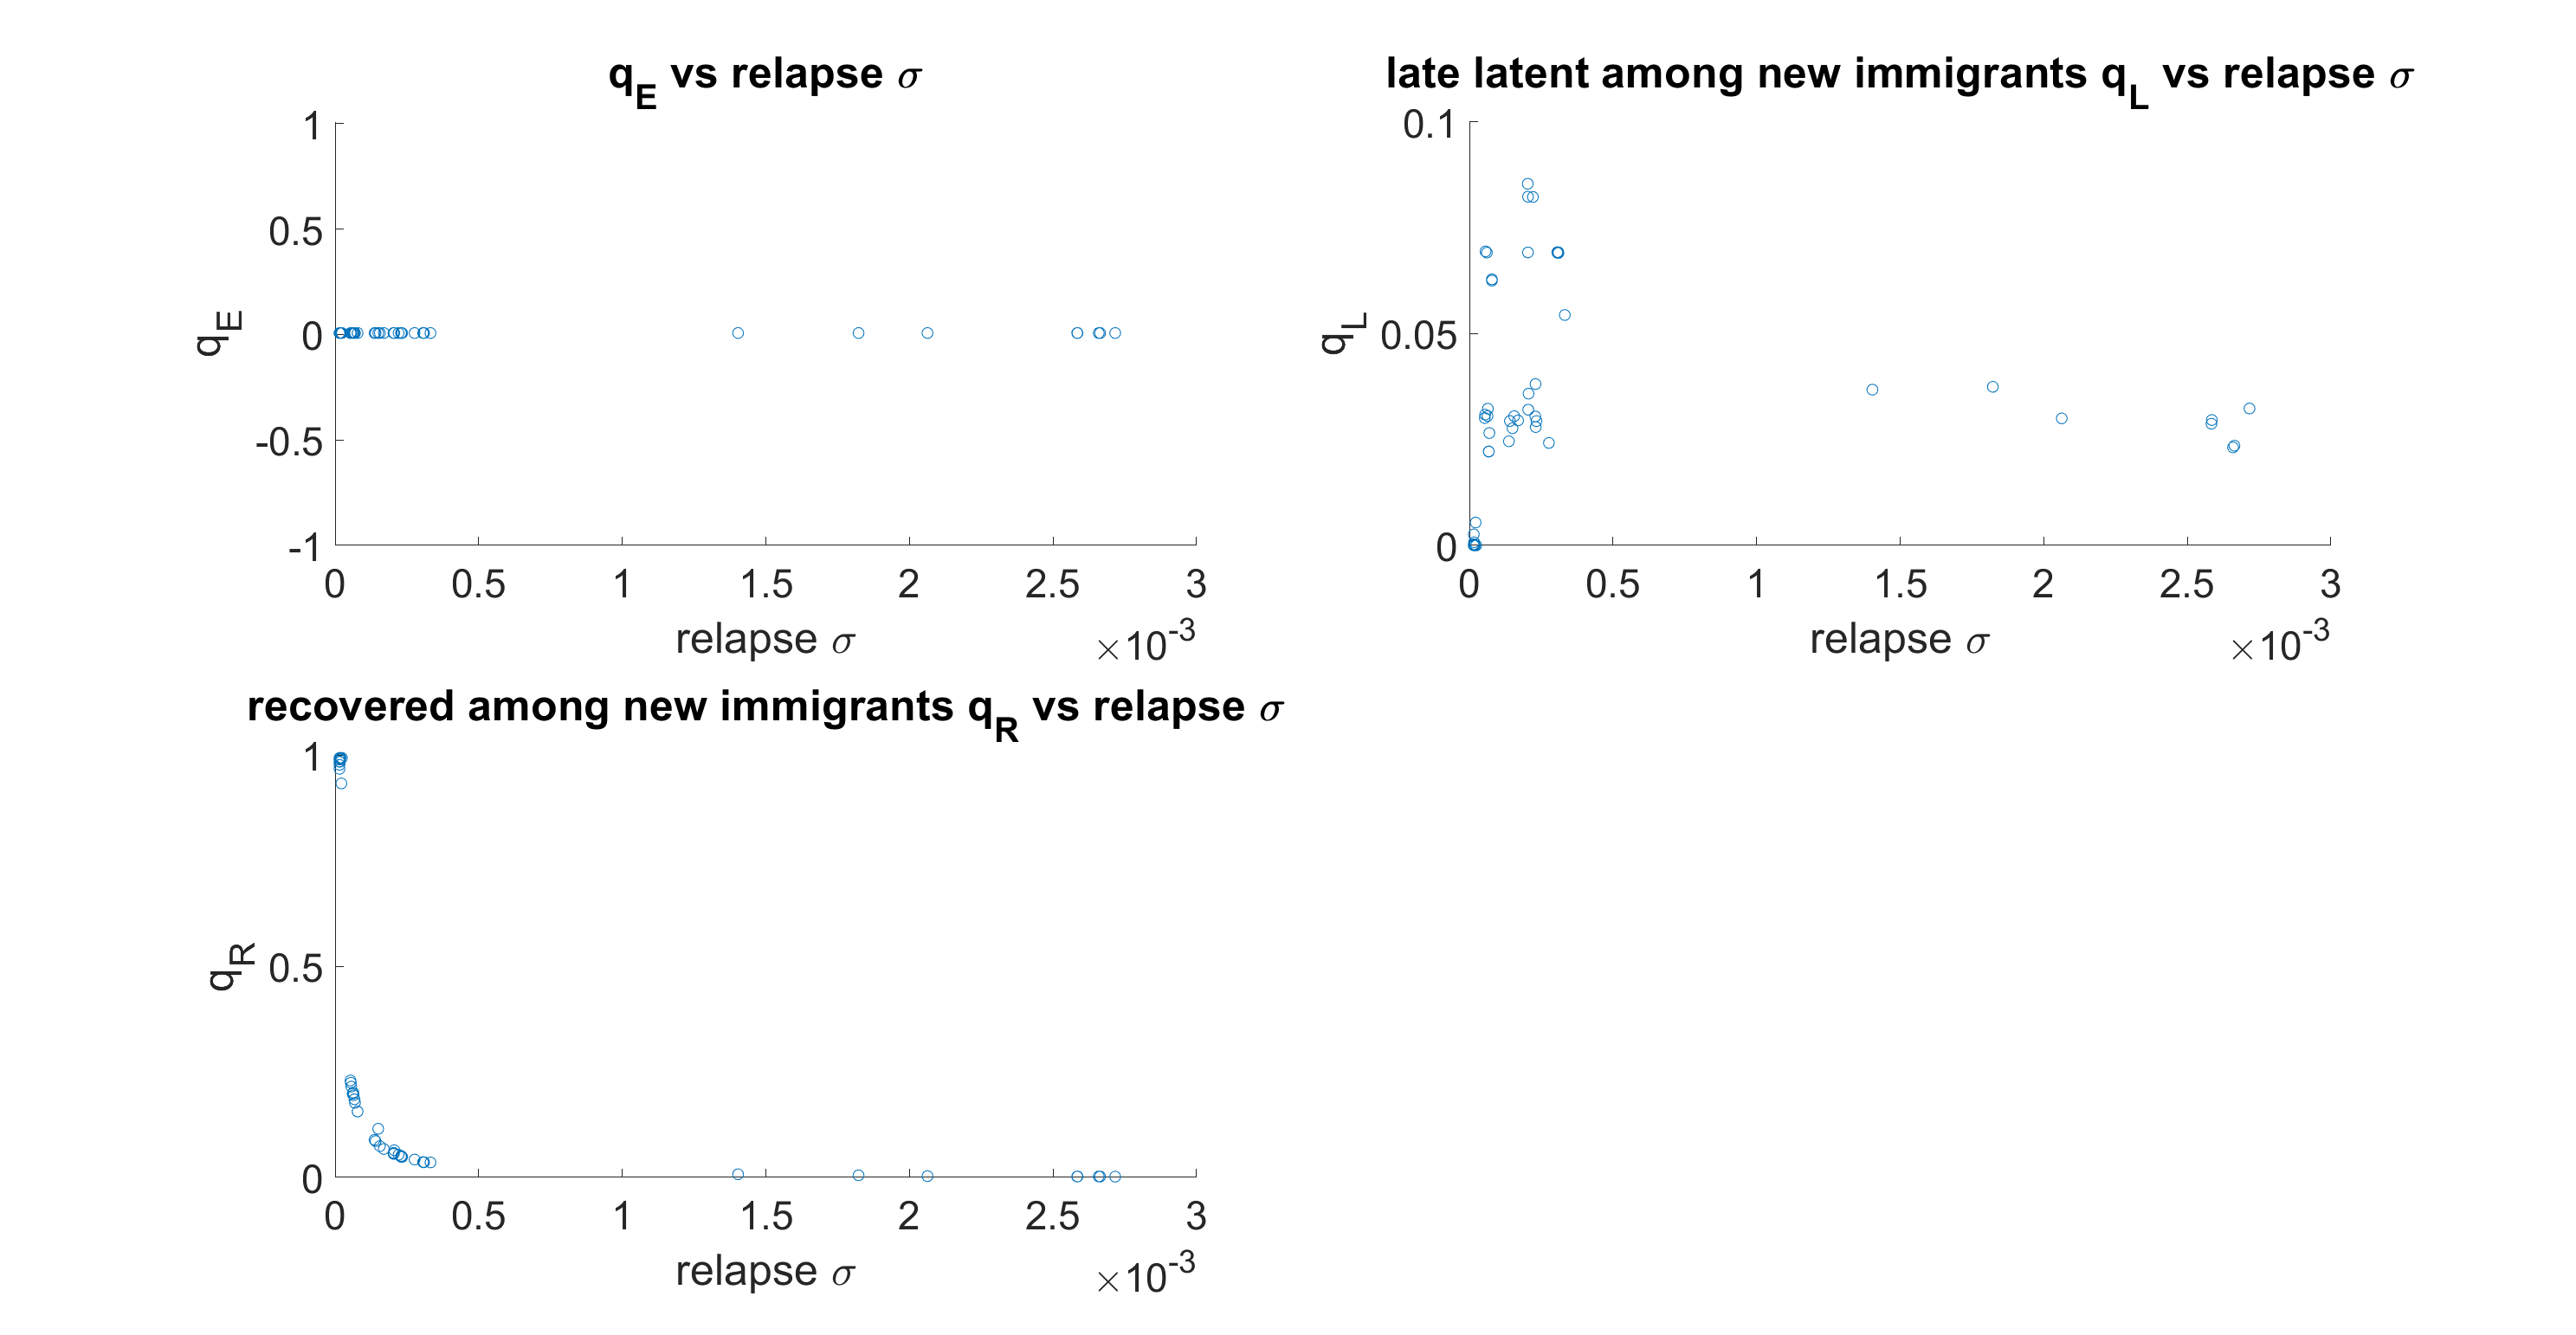 q_E vs relapse σ
1
0.5
0
-0.5
-1
q_E
0 0.5 1 1.5 2 2.5 3
relapse σ
×10^-3
late latent among new immigrants q_L vs relapse σ
0.1
0.05
0
q_L
0 0.5 1 1.5 2 2.5 3
relapse σ
×10^-3
recovered among new immigrants q_R vs relapse σ
1
0.5
0
q_R
0 0.5 1 1.5 2 2.5 3
relapse σ
×10^-3